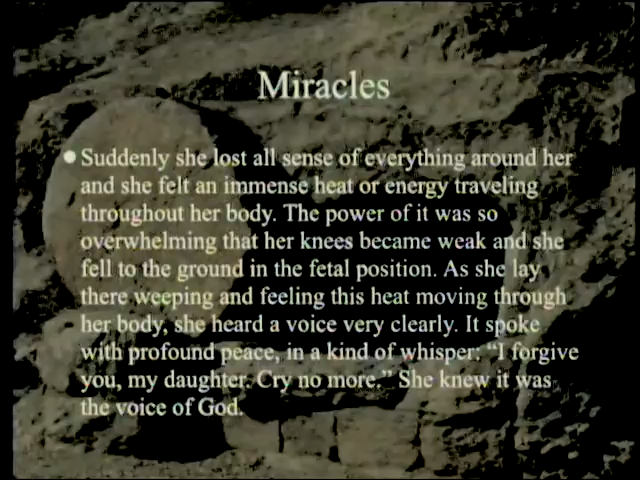 Miracles
• Suddenly she lost all sense of everything around her
and she felt an immense heat or energy traveling
throughout her body. The power of it was so
overwhelming that her knees became weak and she
fell to the ground in the fetal position. As she lay
there weeping and feeling this heat moving through
her body, she heard a voice very clearly. It spoke
with profound peace, in a kind of whisper: “I forgive
you, my daughter. Cry no more.” She knew it was
the voice of God.